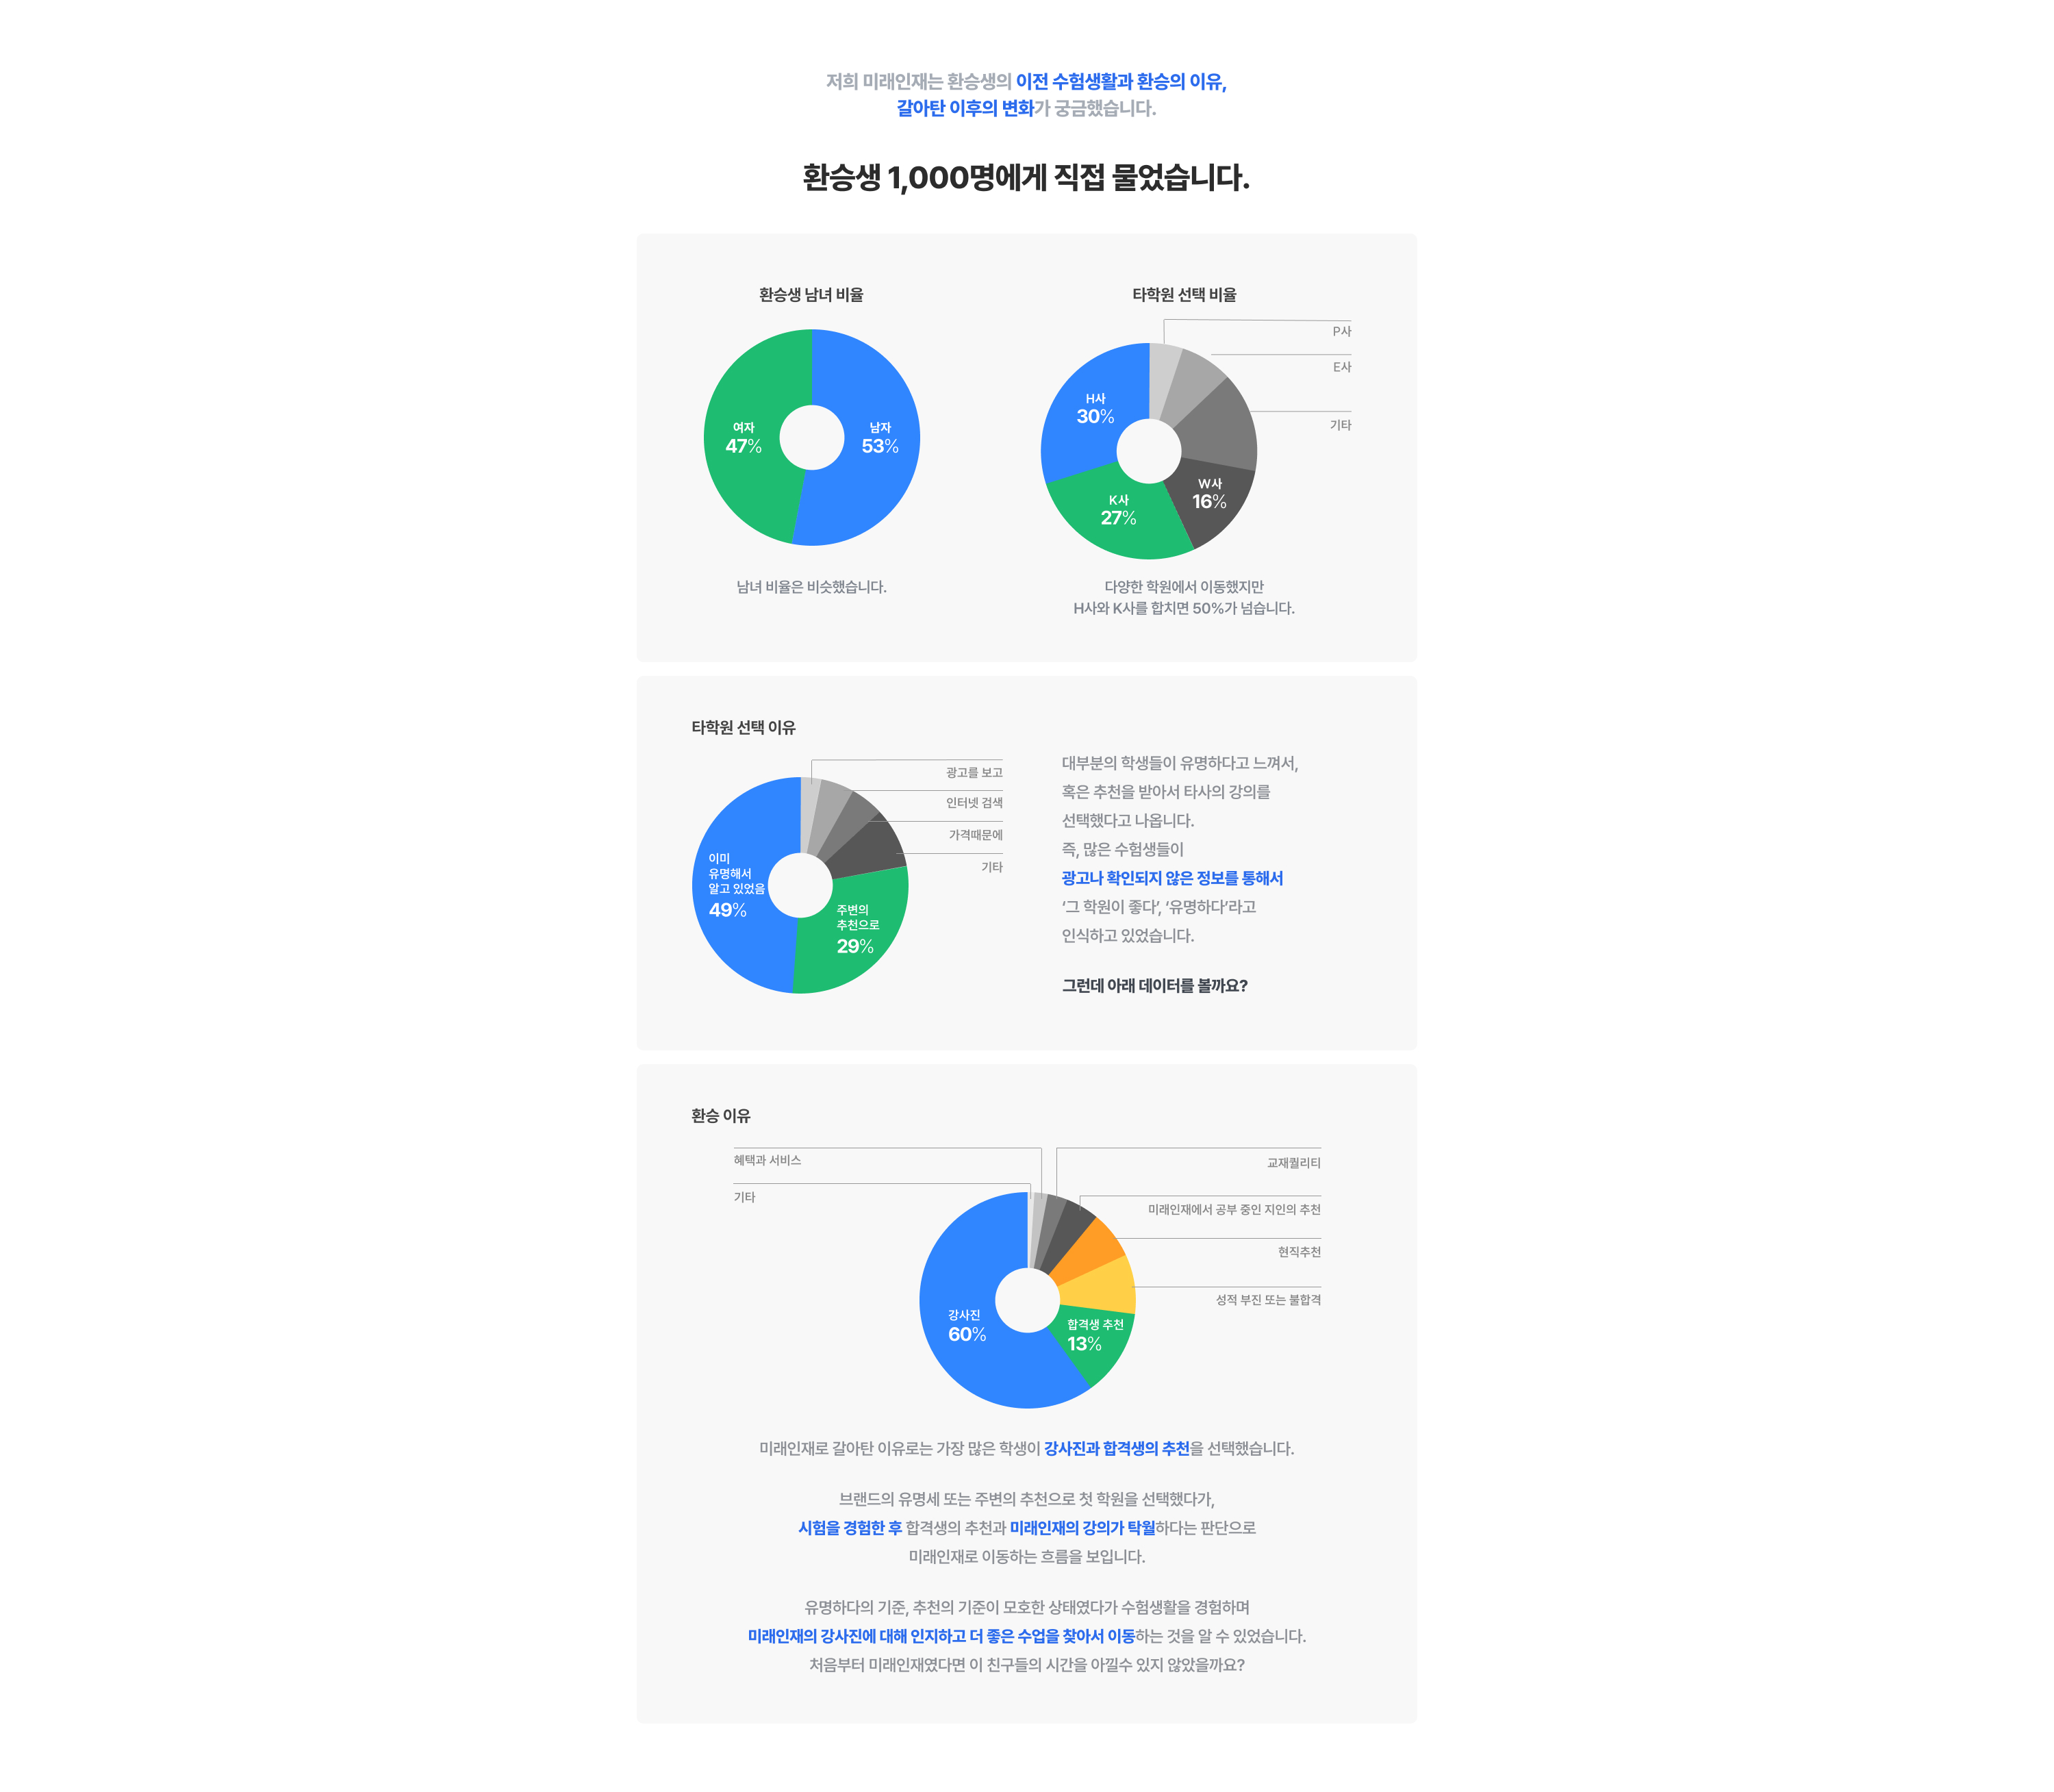 저희 미래인재는 환승생의 이전 수험생활과 환승의 이유,
갈아탄 이후의 변화가 궁금했습니다.
환승생 1,000명에게 직접 물었습니다.
환승생 남녀 비율
여자
47%
남자
53%
남녀 비율은 비슷했습니다.
타학원 선택 비율
P사
E사
기타
H사
30%
W사
16%
K사
27%
다양한 학원에서 이동했지만
H사와 K사를 합치면 50%가 넘습니다.
타학원 선택 이유
광고를 보고
인터넷 검색
가격때문에
기타
이미
유명해서
알고 있었음
49%
주변의
추천으로
29%
대부분의 학생들이 유명하다고 느껴서,
혹은 추천을 받아서 타사의 강의를
선택했다고 나옵니다.
즉, 많은 수험생들이
광고나 확인되지 않은 정보를 통해서
‘그 학원이 좋다’, ‘유명하다’라고
인식하고 있었습니다.
그런데 아래 데이터를 볼까요?
환승 이유
혜택과 서비스
기타
교재퀄리티
미래인재에서 공부 중인 지인의 추천
현직추천
성적 부진 또는 불합격
강사진
60%
합격생 추천
13%
미래인재로 갈아탄 이유로는 가장 많은 학생이 강사진과 합격생의 추천을 선택했습니다.
브랜드의 유명세 또는 주변의 추천으로 첫 학원을 선택했다가,
시험을 경험한 후 합격생의 추천과 미래인재의 강의가 탁월하다는 판단으로
미래인재로 이동하는 흐름을 보입니다.
유명하다의 기준, 추천의 기준이 모호한 상태였다가 수험생활을 경험하며
미래인재의 강사진에 대해 인지하고 더 좋은 수업을 찾아서 이동하는 것을 알 수 있었습니다.
처음부터 미래인재였다면 이 친구들의 시간을 아낄수 있지 않았을까요?